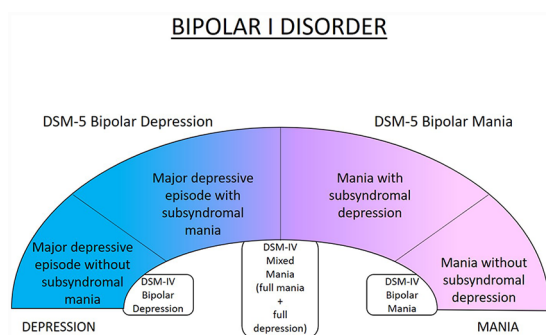 BIPOLAR I DISORDER
DSM-5 Bipolar Depression
DSM-5 Bipolar Mania
Major depressive
episode with
subsyndromal
mania
Mania with
subsyndromal
depression
Major depressive
episode without
subsyndromal
mania
Mania without
subsyndromal
depression
DSM-IV
Bipolar
Depression
DSM-IV
Mixed
Mania
(full mania
+
full
depression)
DSM-IV
Bipolar
Mania
DEPRESSION
MANIA